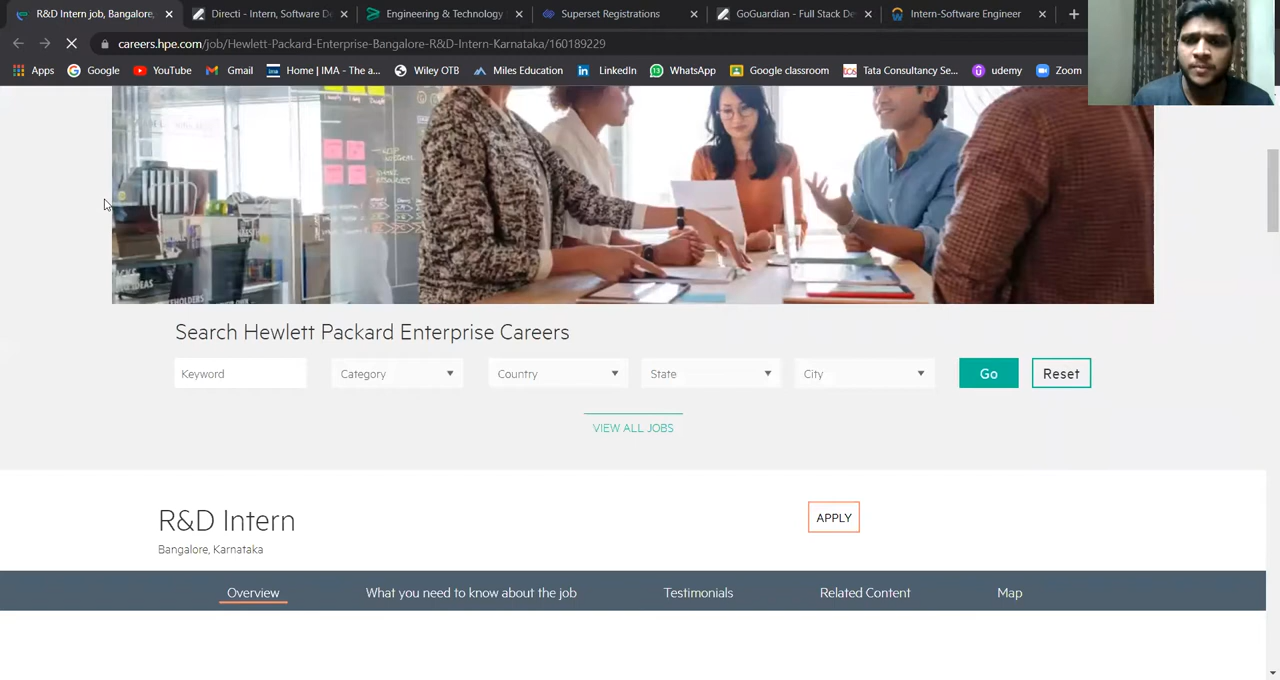 R&D Intern job, Bangalore,
Directi - Intern, Software De
Engineering & Technology
Superset Registrations
GoGuardian - Full Stack De
Intern-Software Engineer
careers.hpe.com/job/Hewlett-Packard-Enterprise-Bangalore-R&D-Intern-Karnataka/160189229
Apps
Google
YouTube
Gmail
Home | IMA - The a...
Wiley OTB
Miles Education
LinkedIn
WhatsApp
Google classroom
Tata Consultancy Se...
udemy
Zoom
Search Hewlett Packard Enterprise Careers
Keyword
Category
Country
State
City
Go
Reset
VIEW ALL JOBS
R&D Intern
APPLY
Bangalore, Karnataka
Overview
What you need to know about the job
Testimonials
Related Content
Map